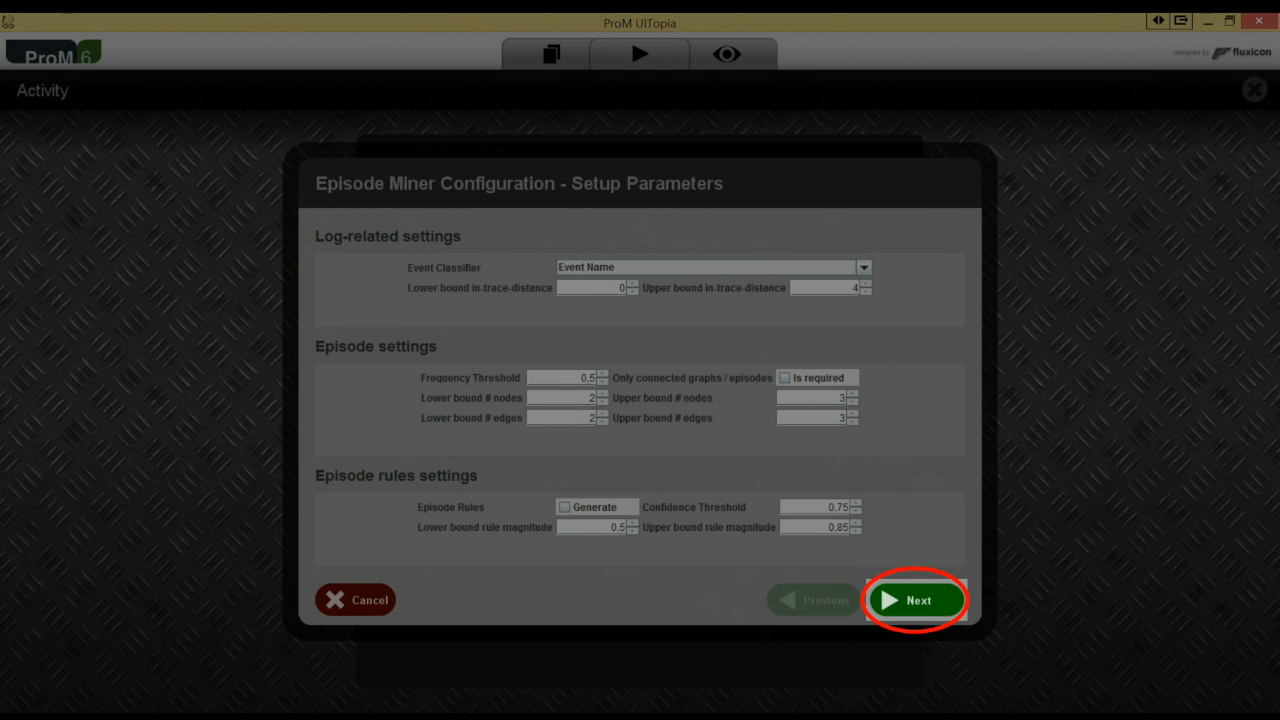 ProM UITopia
ProM 6
designed by fluxicon
Activity
Episode Miner Configuration - Setup Parameters
Log-related settings
Event Classifier Event Name
Lower bound in-trace-distance 0 Upper bound in-trace-distance 4
Episode settings
Frequency Threshold 0,5 Only connected graphs / episodes Is required
Lower bound # nodes 2 Upper bound # nodes 3
Lower bound # edges 2 Upper bound # edges 3
Episode rules settings
Episode Rules Generate Confidence Threshold 0,75
Lower bound rule magnitude 0,5 Upper bound rule magnitude 0,85
Cancel Previous Next